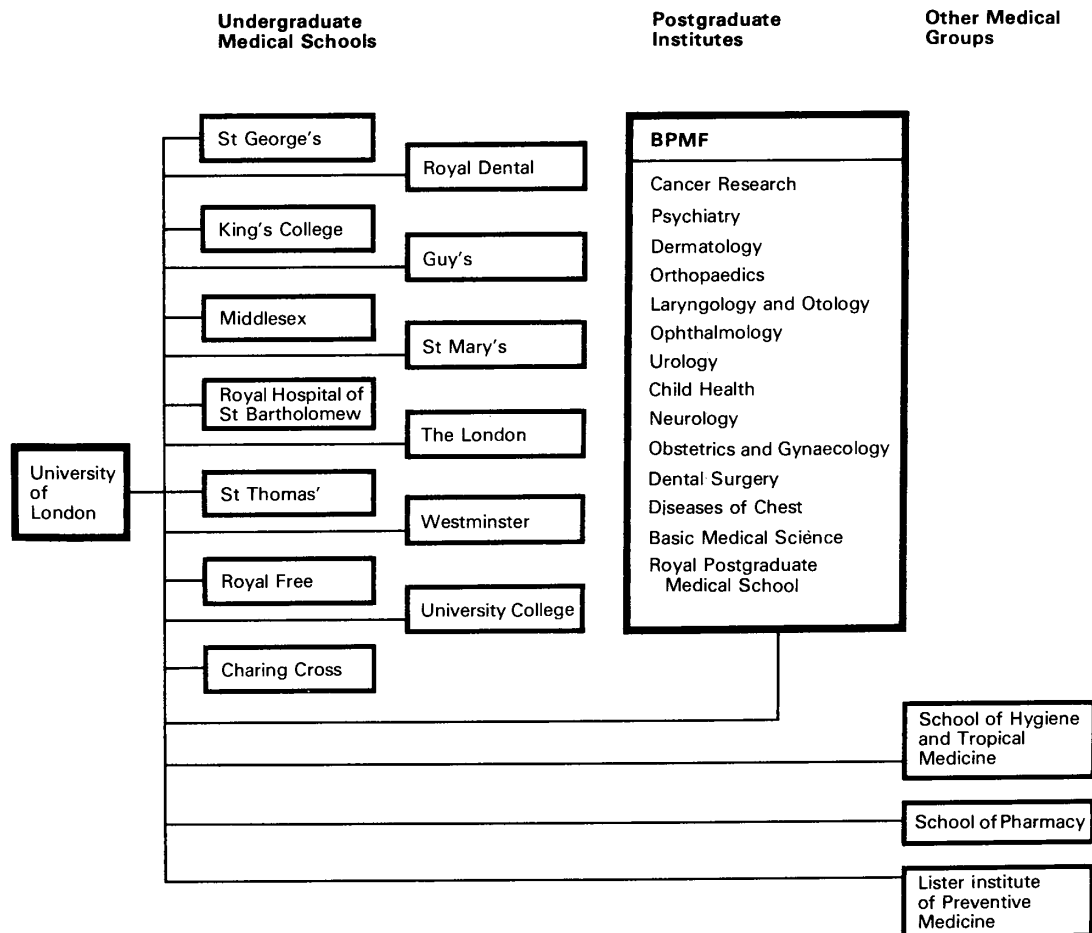 Undergraduate
Medical Schools
Postgraduate
Institutes
Other Medical
Groups
St George's
Royal Dental
King's College
Guy's
Middlesex
St Mary's
Royal Hospital of
St Bartholomew
The London
University
of
London
St Thomas'
Westminster
Royal Free
University College
Charing Cross
BPMF
Cancer Research
Psychiatry
Dermatology
Orthopaedics
Laryngology and Otology
Ophthalmology
Urology
Child Health
Neurology
Obstetrics and Gynaecology
Dental Surgery
Diseases of Chest
Basic Medical Science
Royal Postgraduate
Medical School
School of Hygiene
and Tropical
Medicine
School of Pharmacy
Lister institute
of Preventive
Medicine